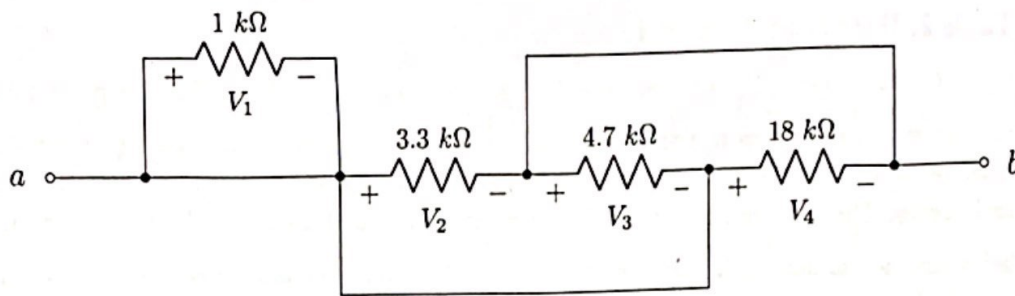 1 kΩ
+ −
V₁
3.3 kΩ 4.7 kΩ 18 kΩ
a
+ − + − + −
V₂ V₃ V₄